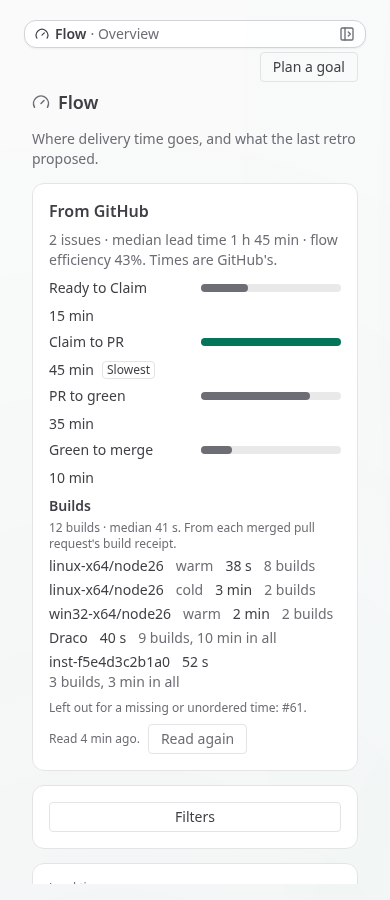 Flow · Overview
Plan a goal
Flow
Where delivery time goes, and what the last retro
proposed.
From GitHub
2 issues · median lead time 1 h 45 min · flow
efficiency 43%. Times are GitHub's.
Ready to Claim
15 min
Claim to PR
45 min Slowest
PR to green
35 min
Green to merge
10 min
Builds
12 builds · median 41 s. From each merged pull
request's build receipt.
linux-x64/node26 warm 38 s 8 builds
linux-x64/node26 cold 3 min 2 builds
win32-x64/node26 warm 2 min 2 builds
Draco 40 s 9 builds, 10 min in all
inst-f5e4d3c2b1a0 52 s
3 builds, 3 min in all
Left out for a missing or unordered time: #61.
Read 4 min ago. Read again
Filters